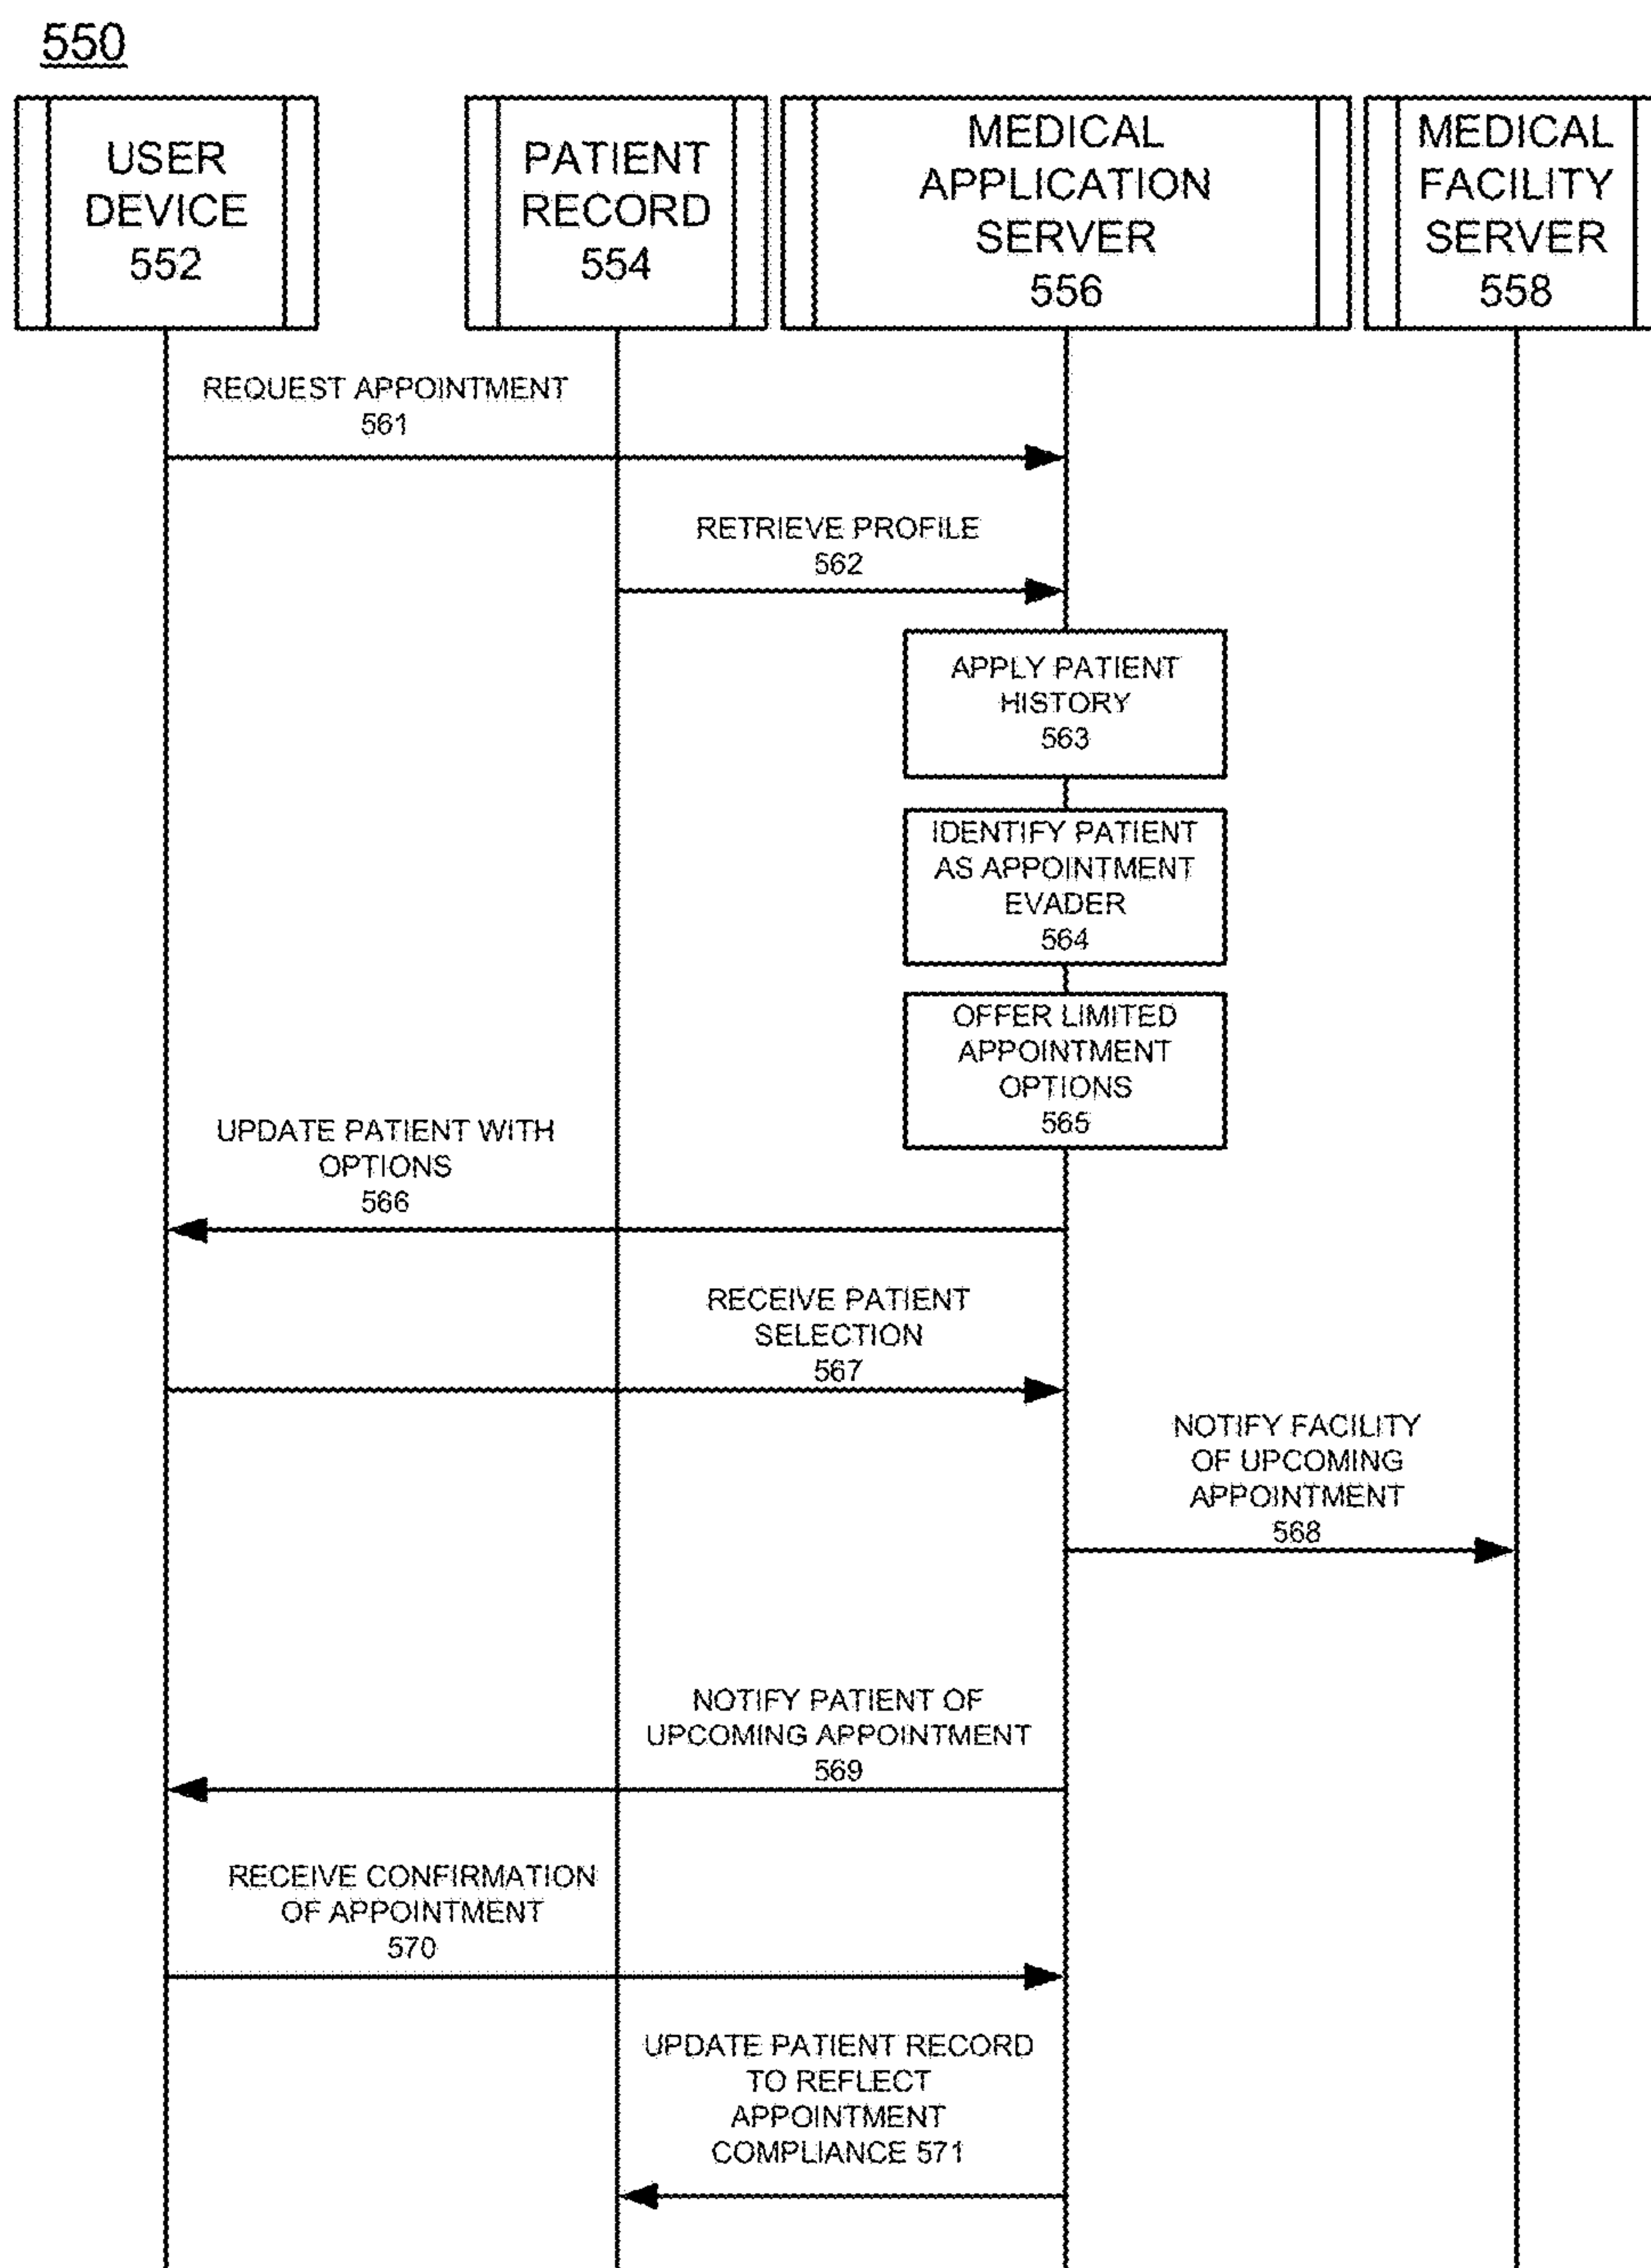 550
USER
DEVICE
552
PATIENT
RECORD
554
MEDICAL
APPLICATION
SERVER
556
MEDICAL
FACILITY
SERVER
558
REQUEST APPOINTMENT
561
RETRIEVE PROFILE
562
APPLY PATIENT
HISTORY
563
IDENTIFY PATIENT
AS APPOINTMENT
EVADER
564
OFFER LIMITED
APPOINTMENT
OPTIONS
565
UPDATE PATIENT WITH
OPTIONS
566
RECEIVE PATIENT
SELECTION
567
NOTIFY FACILITY
OF UPCOMING
APPOINTMENT
568
NOTIFY PATIENT OF
UPCOMING APPOINTMENT
569
RECEIVE CONFIRMATION
OF APPOINTMENT
570
UPDATE PATIENT RECORD
TO REFLECT
APPOINTMENT
COMPLIANCE 571